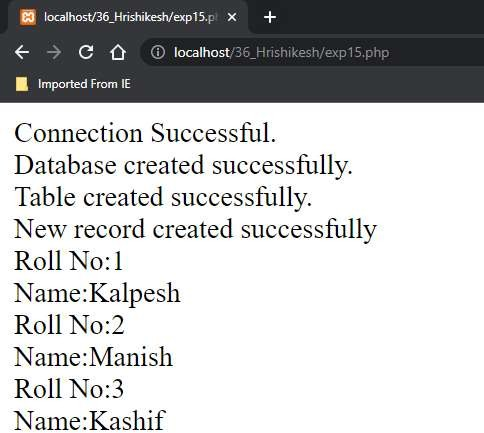 localhost/36_Hrishikesh/exp15.p
localhost/36_Hrishikesh/exp15.php
Imported From IE
Connection Successful.
Database created successfully.
Table created successfully.
New record created successfully
Roll No:1
Name:Kalpesh
Roll No:2
Name:Manish
Roll No:3
Name:Kashif